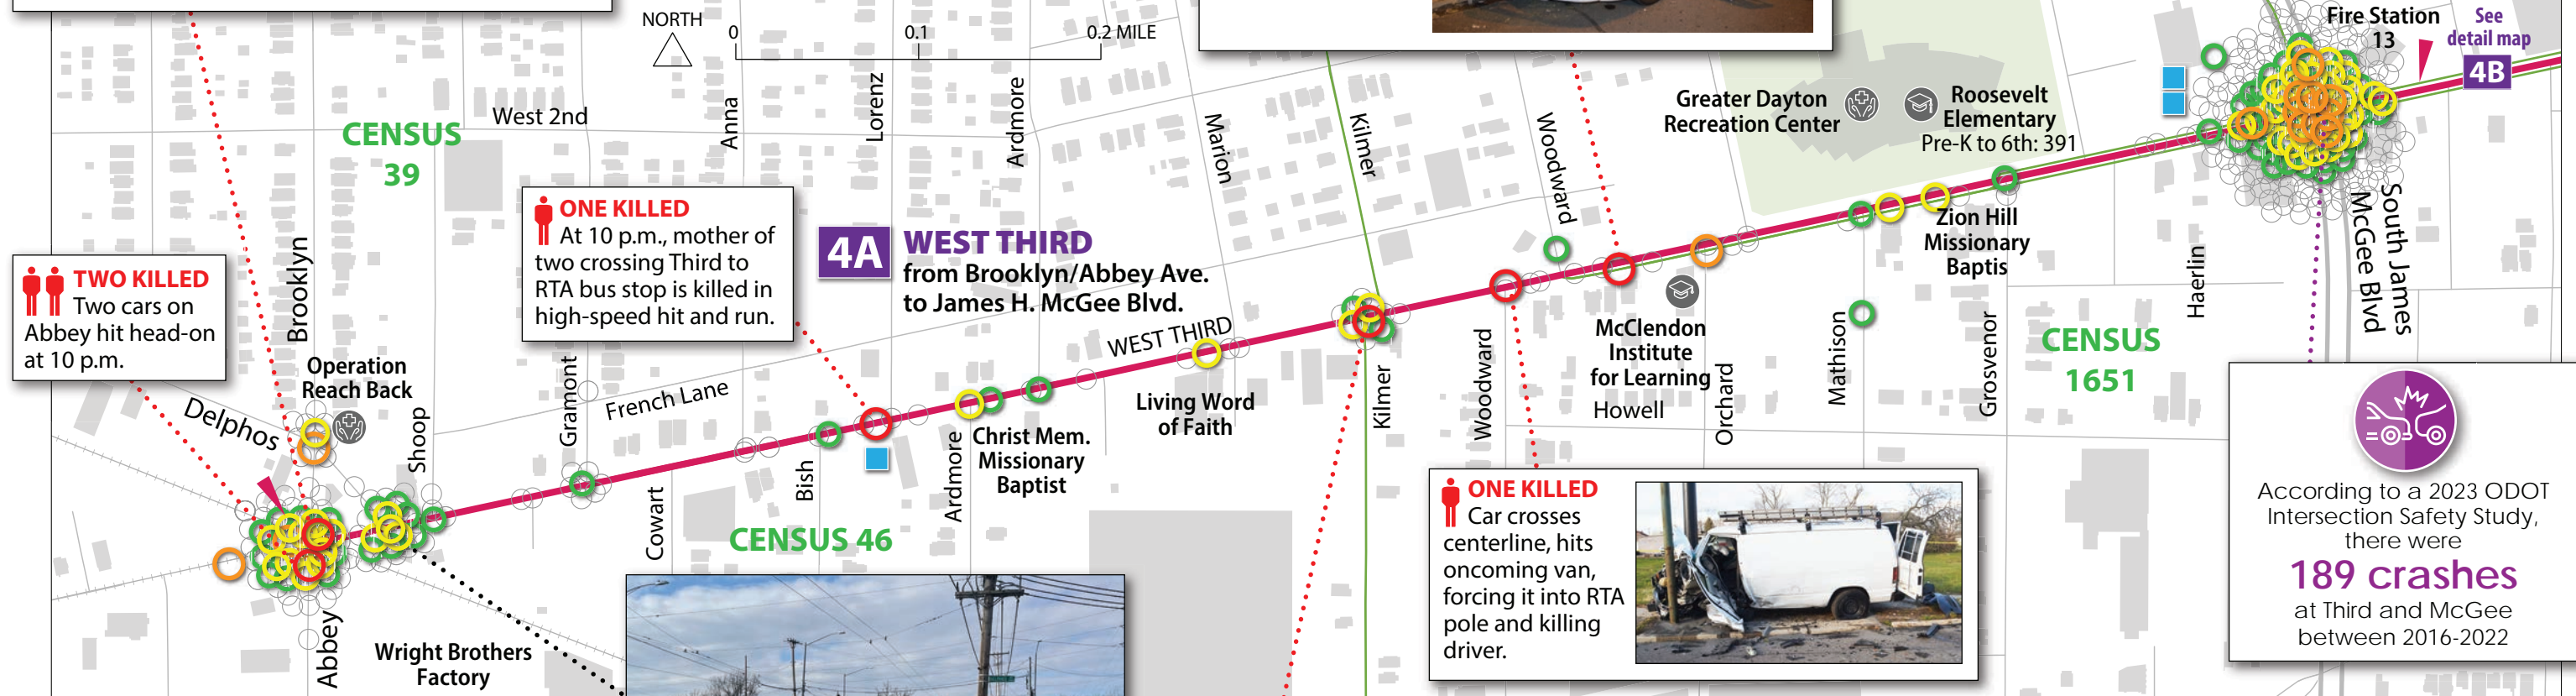 NORTH
0
0.1
0.2 MILE
Fire Station
13
See
detail map
4B
West 2nd
CENSUS
39
Anna
Lorenz
Ardmore
Marion
Kilmer
Woodward
Greater Dayton
Recreation Center
Roosevelt
Elementary
Pre-K to 6th: 391
South James
McGee Blvd
ONE KILLED
At 10 p.m., mother of
two crossing Third to
RTA bus stop is killed in
high-speed hit and run.
4A
WEST THIRD
from Brooklyn/Abbey Ave.
to James H. McGee Blvd.
Zion Hill
Missionary
Baptis
Haerlin
TWO KILLED
Two cars on
Abbey hit head-on
at 10 p.m.
Brooklyn
Operation
Reach Back
Delphos
Shoop
Gramont
French Lane
WEST THIRD
Living Word
of Faith
Kilmer
Woodward
McClendon
Institute
for Learning
Howell
Orchard
Mathison
Grosvenor
CENSUS
1651
Cowart
Bish
Ardmore
Christ Mem.
Missionary
Baptist
CENSUS 46
Abbey
Wright Brothers
Factory
ONE KILLED
Car crosses
centerline, hits
oncoming van,
forcing it into RTA
pole and killing
driver.
According to a 2023 ODOT
Intersection Safety Study,
there were
189 crashes
at Third and McGee
between 2016-2022